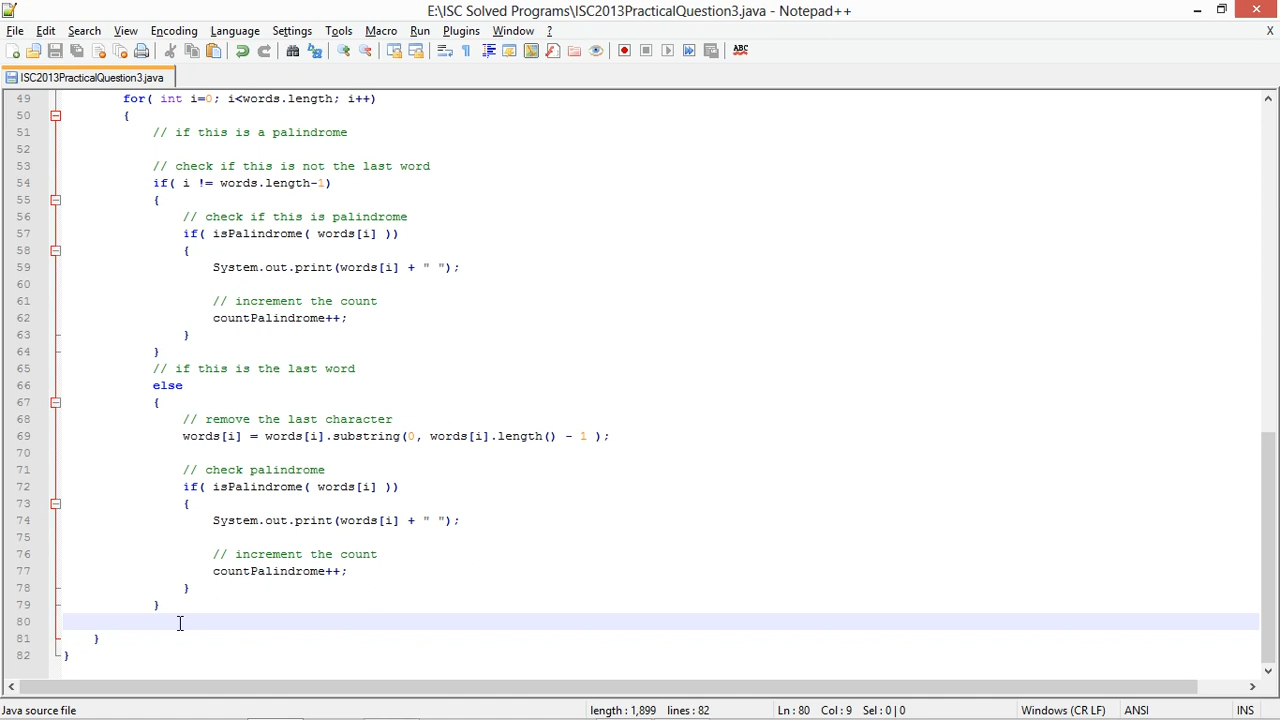 E:\ISC Solved Programs\ISC2013PracticalQuestion3.java - Notepad++
File Edit Search View Encoding Language Settings Tools Macro Run Plugins Window ? X
ABC
ISC2013PracticalQuestion3.java
49 for( int i=0; i<words.length; i++)
50 {
51 // if this is a palindrome
52
53 // check if this is not the last word
54 if( i != words.length-1)
55 {
56 // check if this is palindrome
57 if( isPalindrome( words[i] ))
58 {
59 System.out.print(words[i] + " ");
60
61 // increment the count
62 countPalindrome++;
63 }
64 }
65 // if this is the last word
66 else
67 {
68 // remove the last character
69 words[i] = words[i].substring(0, words[i].length() - 1 );
70
71 // check palindrome
72 if( isPalindrome( words[i] ))
73 {
74 System.out.print(words[i] + " ");
75
76 // increment the count
77 countPalindrome++;
78 }
79 }
80
81 }
82 }
Java source file length : 1,899 lines : 82 Ln : 80 Col : 9 Sel : 0 | 0 Windows (CR LF) ANSI INS